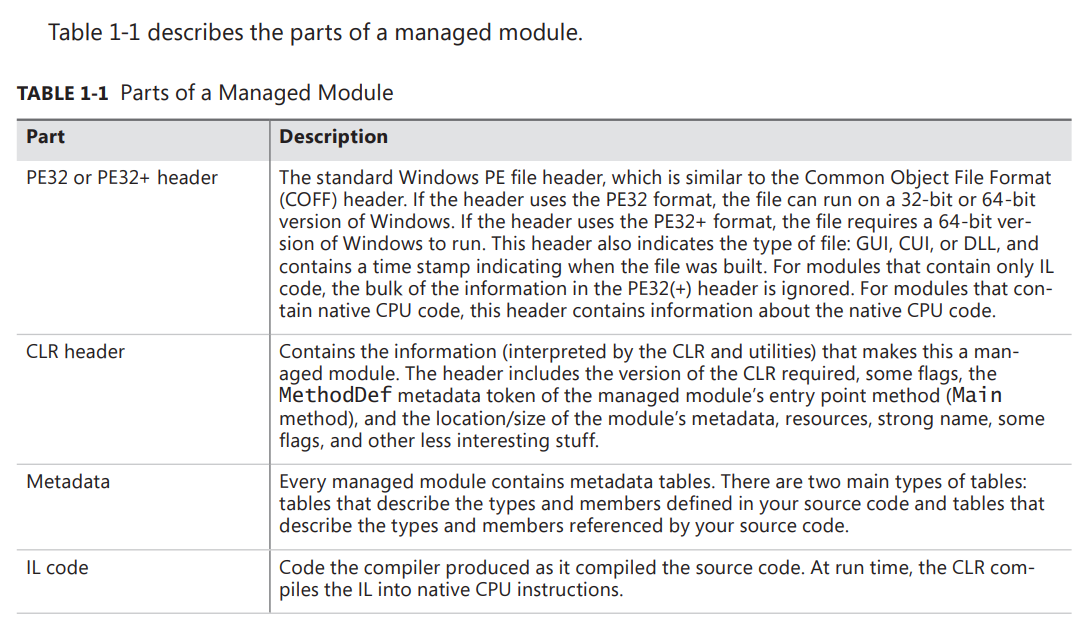 Table 1-1 describes the parts of a managed module.
TABLE 1-1 Parts of a Managed Module
Part Description
PE32 or PE32+ header The standard Windows PE file header, which is similar to the Common Object File Format
(COFF) header. If the header uses the PE32 format, the file can run on a 32-bit or 64-bit
version of Windows. If the header uses the PE32+ format, the file requires a 64-bit ver-
sion of Windows to run. This header also indicates the type of file: GUI, CUI, or DLL, and
contains a time stamp indicating when the file was built. For modules that contain only IL
code, the bulk of the information in the PE32(+) header is ignored. For modules that con-
tain native CPU code, this header contains information about the native CPU code.
CLR header Contains the information (interpreted by the CLR and utilities) that makes this a man-
aged module. The header includes the version of the CLR required, some flags, the
MethodDef metadata token of the managed module’s entry point method (Main
method), and the location/size of the module’s metadata, resources, strong name, some
flags, and other less interesting stuff.
Metadata Every managed module contains metadata tables. There are two main types of tables:
tables that describe the types and members defined in your source code and tables that
describe the types and members referenced by your source code.
IL code Code the compiler produced as it compiled the source code. At run time, the CLR com-
piles the IL into native CPU instructions.